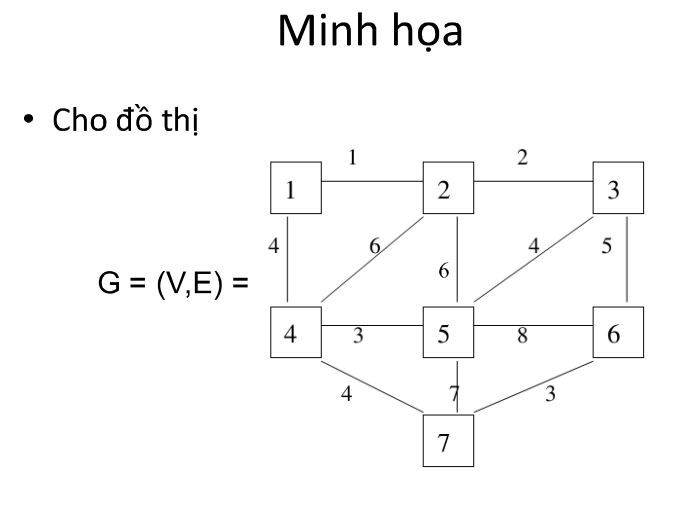 Minh họa
• Cho đồ thị
1 2
1 2 3
4 6 6 4 5
G = (V,E) =
4 3 5 8 6
4 7 3
7